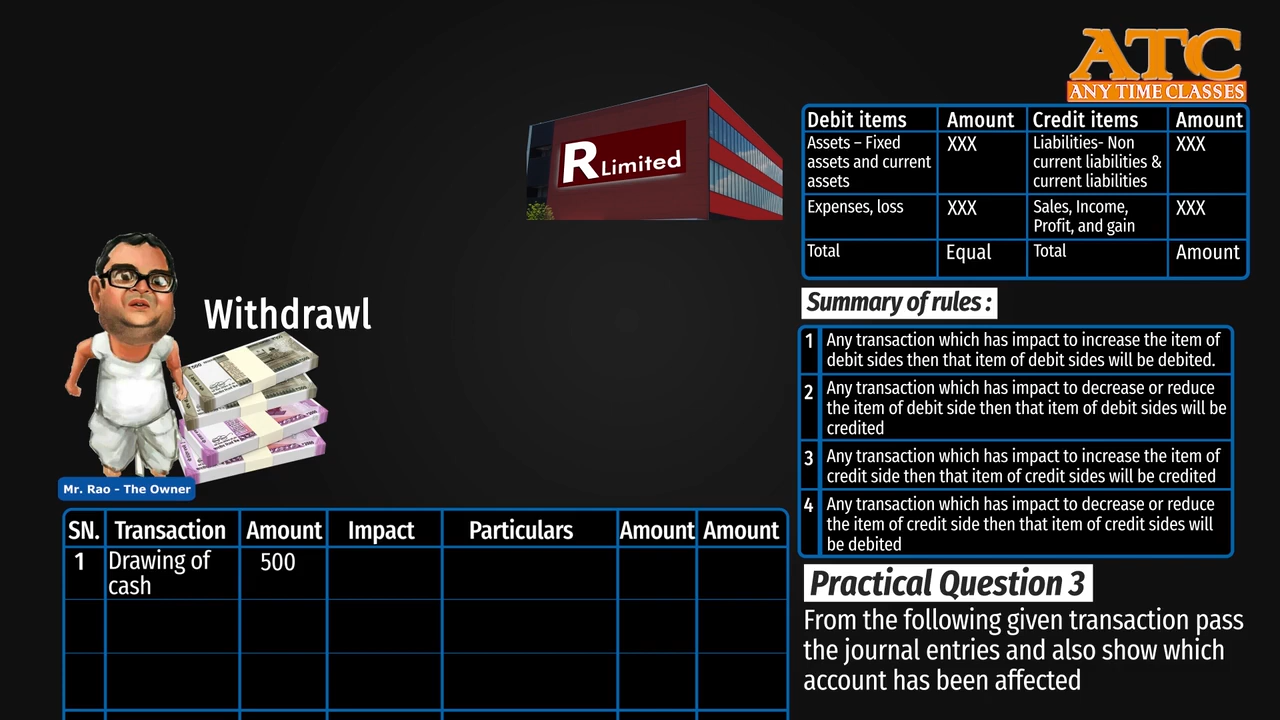 ATC
ANY TIME CLASSES
R Limited
Debit items Amount Credit items Amount
Assets – Fixed assets and current assets XXX Liabilities- Non current liabilities & current liabilities XXX
Expenses, loss XXX Sales, Income, Profit, and gain XXX
Total Equal Total Amount
Withdrawl
Summary of rules :
1 Any transaction which has impact to increase the item of
debit sides then that item of debit sides will be debited.
2 Any transaction which has impact to decrease or reduce
the item of debit side then that item of debit sides will be
credited
3 Any transaction which has impact to increase the item of
credit side then that item of credit sides will be credited
4 Any transaction which has impact to decrease or reduce
the item of credit side then that item of credit sides will
be debited
Mr. Rao - The Owner
SN. Transaction Amount Impact Particulars Amount Amount
1 Drawing of 500
cash
Practical Question 3
From the following given transaction pass
the journal entries and also show which
account has been affected